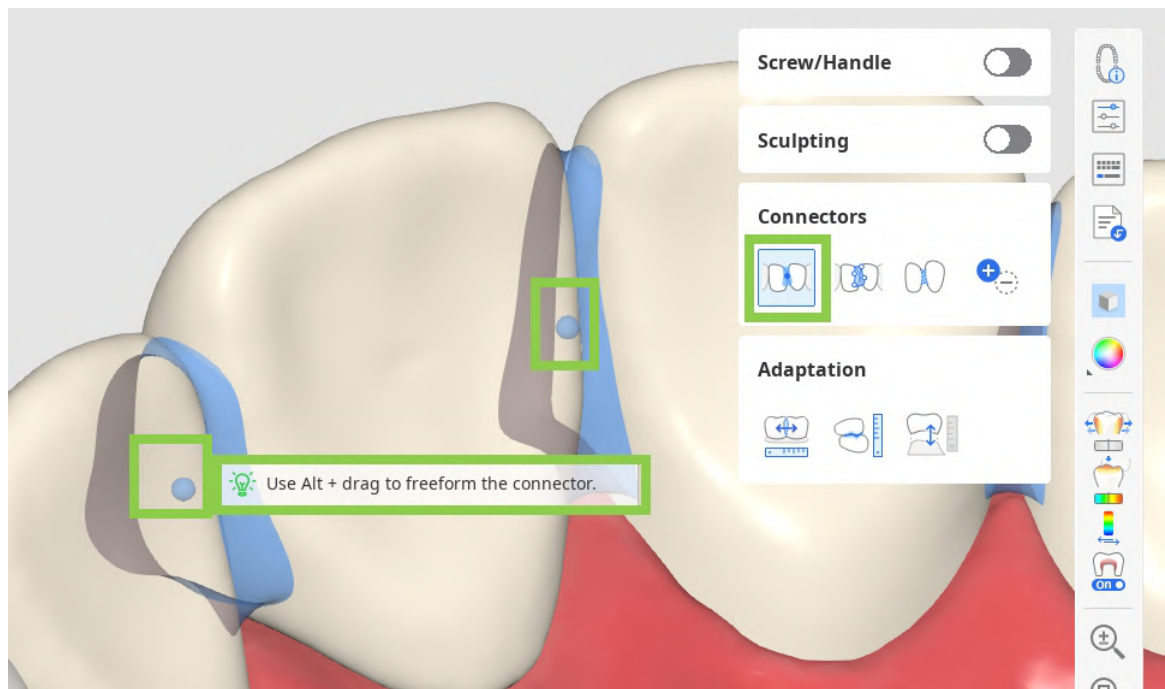 Screw/Handle
Sculpting
Connectors
Adaptation
Use Alt + drag to freeform the connector.
On